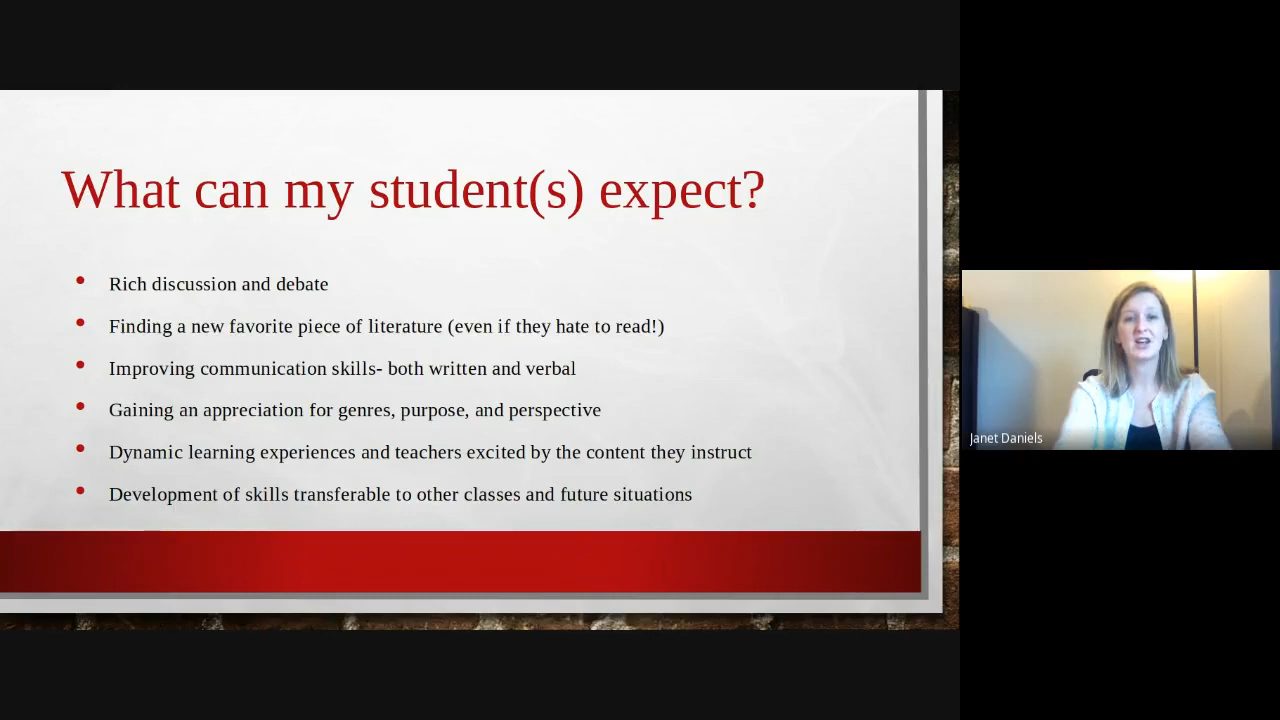 What can my student(s) expect?
Rich discussion and debate
Finding a new favorite piece of literature (even if they hate to read!)
Improving communication skills- both written and verbal
Gaining an appreciation for genres, purpose, and perspective
Dynamic learning experiences and teachers excited by the content they instruct
Development of skills transferable to other classes and future situations
Janet Daniels